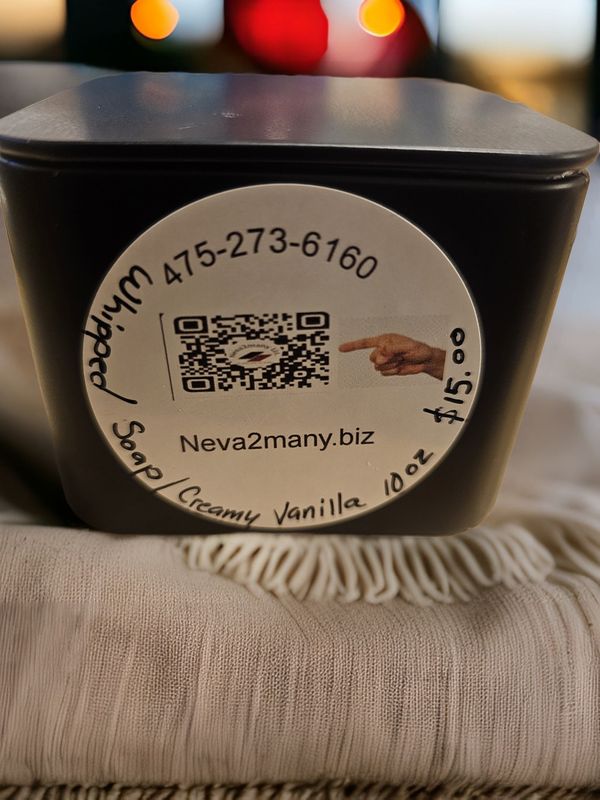 475-273-6160
Neva2many.biz
Whipped/Soap/Creamy Vanilla 10oz $15.00